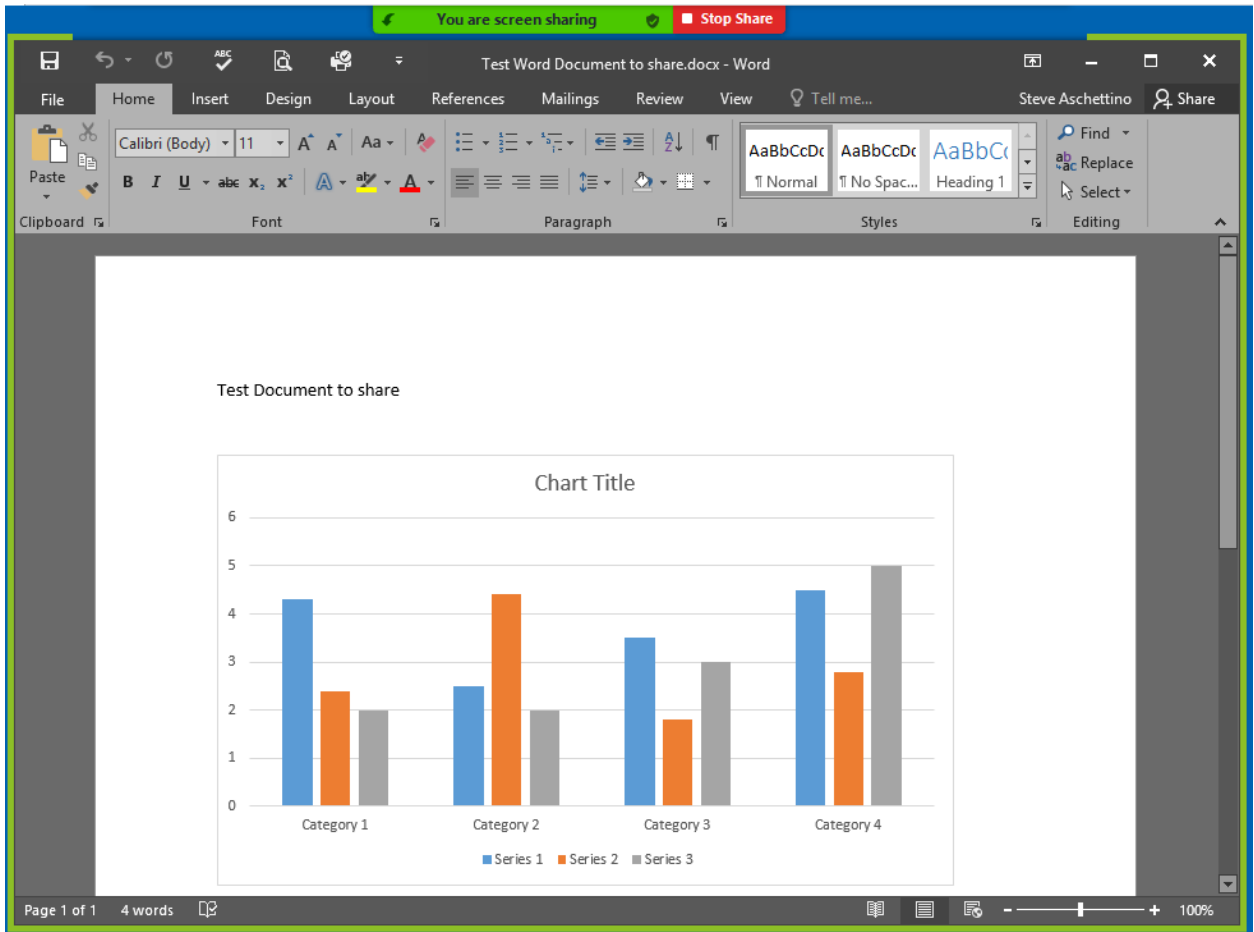 You are screen sharing Stop Share
ABC Test Word Document to share.docx - Word
File Home Insert Design Layout References Mailings Review View Tell me... Steve Aschettino Share
Paste Calibri (Body) 11 A A Aa
B I U abc X₂ X² A aby A
A Z
AaBbCcDc AaBbCcDc AaBbC
¶ Normal ¶ No Spac... Heading 1
Find
Replace
Select
Clipboard Font Paragraph Styles Editing
Test Document to share
Chart Title
6
5
4
3
2
1
0
Category 1 Category 2 Category 3 Category 4
Series 1 Series 2 Series 3
Page 1 of 1 4 words 100%